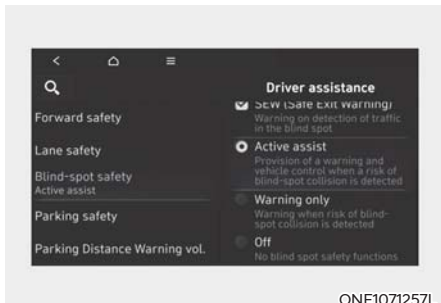 Driver assistance
Forward safety
Lane safety
Blind-spot safety
Active assist
Parking safety
Parking Distance Warning vol.
SEW (Safe Exit Warning)
Warning on detection of traffic
in the blind spot
Active assist
Provision of a warning and
vehicle control when a risk of
blind-spot collision is detected
Warning only
Warning when risk of blind-
spot collision is detected
Off
No blind spot safety functions
ONE1071257L